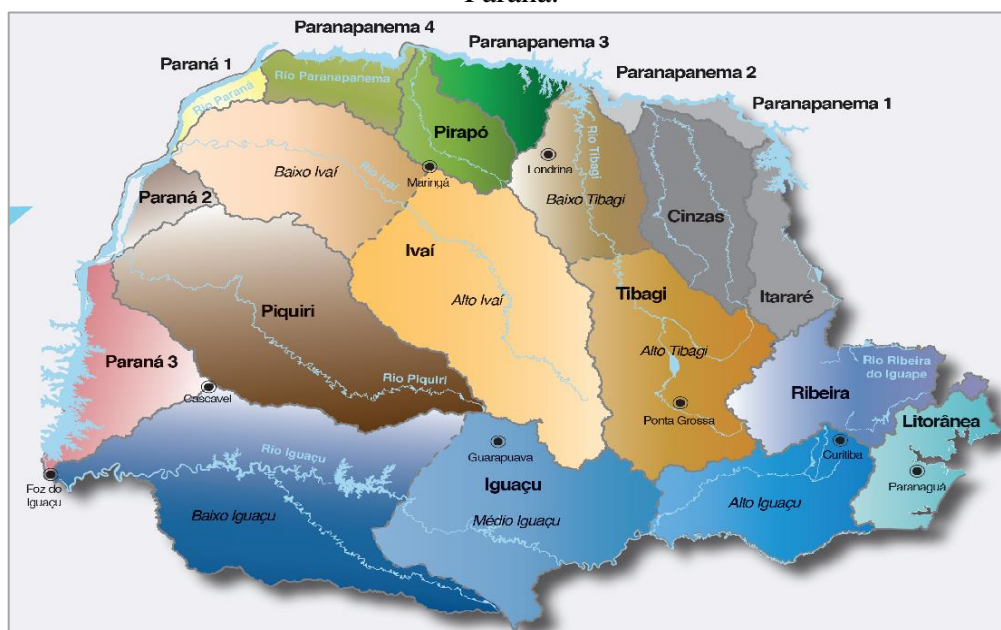 Paraná.
Paranapanema 4
Paranapanema 3
Paraná 1
Paranapanema 2
Rio Paranapanema
Paranapanema 1
Rio Paraná
Pirapó
Rio Tibagi
Londrina
Baixo Ivaí
Rio Ivaí
Maringá
Paraná 2
Baixo Tibagi
Cinzas
Ivaí
Tibagi
Itararé
Alto Ivaí
Piquiri
Alto Tibagi
Paraná 3
Rio Ribeira
do Iguape
Rio Piquiri
Ribeira
Cascavel
Ponta Grossa
Litorânea
Guarapuava
Curitiba
Rio Iguaçu
Foz do
Iguaçu
Iguaçu
Paranaguá
Baixo Iguaçu
Médio Iguaçu
Alto Iguaçu